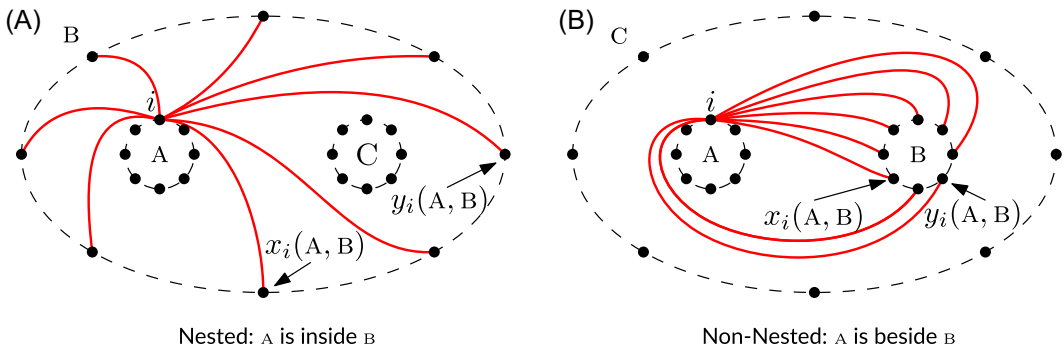 (A)
B
i
A
C
y_i(A, B)
x_i(A, B)
Nested: A is inside B
(B)
C
i
A
B
x_i(A, B)
y_i(A, B)
Non-Nested: A is beside B